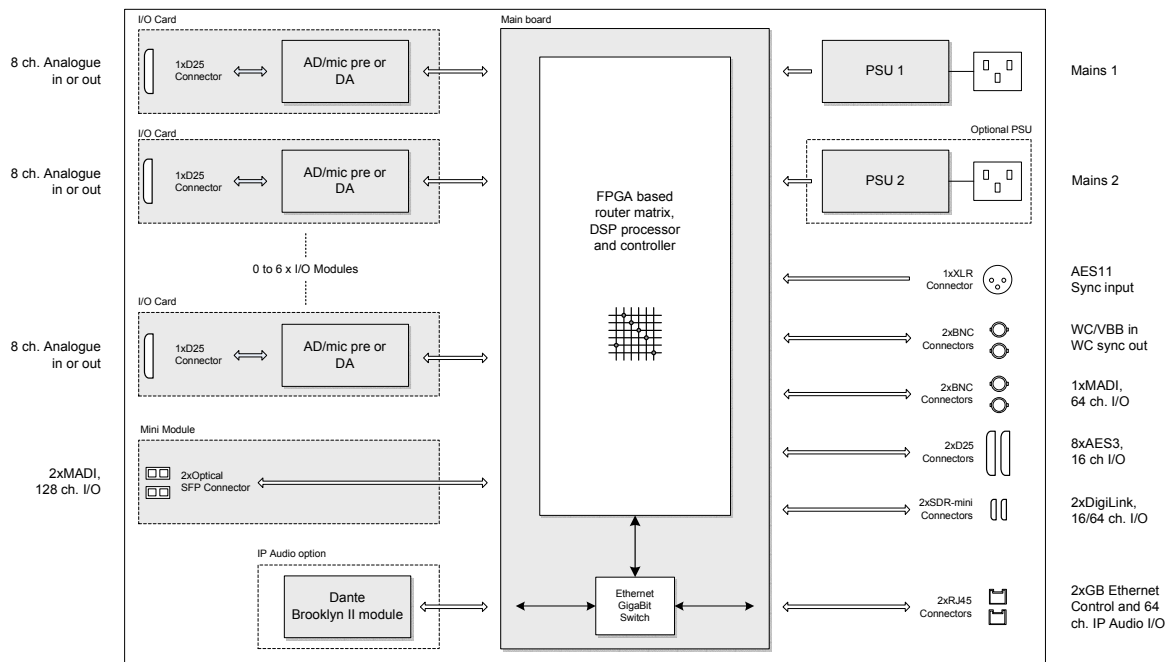 I/O Card
8 ch. Analogue
in or out
1xD25
Connector
AD/mic pre or
DA
I/O Card
8 ch. Analogue
in or out
1xD25
Connector
AD/mic pre or
DA
0 to 6 x I/O Modules
I/O Card
8 ch. Analogue
in or out
1xD25
Connector
AD/mic pre or
DA
Mini Module
2xMADI,
128 ch. I/O
2xOptical
SFP Connector
IP Audio option
Dante
Brooklyn II module
Main board
FPGA based
router matrix,
DSP processor
and controller
Ethernet
GigaBit
Switch
PSU 1
Mains 1
Optional PSU
PSU 2
Mains 2
1xXLR
Connector
AES11
Sync input
2xBNC
Connectors
WC/VBB in
WC sync out
2xBNC
Connectors
1xMADI,
64 ch. I/O
2xD25
Connectors
8xAES3,
16 ch I/O
2xSDR-mini
Connectors
2xDigiLink,
16/64 ch. I/O
2xRJ45
Connectors
2xGB Ethernet
Control and 64
ch. IP Audio I/O